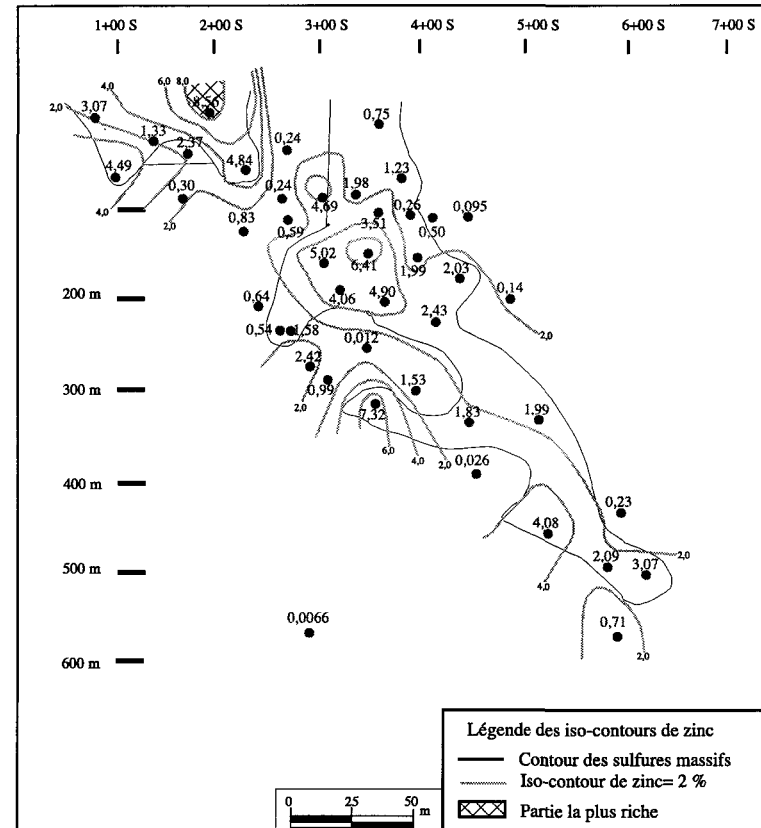 1+00 S 2+00 S 3+00 S 4+00 S 5+00 S 6+00 S 7+00 S
6,0 8,0
4,0
2,0 3,07 0,75
1,33 2,37 0,24
4,49 4,84 1,23
0,30 0,24 4,69 1,98
4,0 2,0 0,83 0,59 3,51 0,26 0,50 0,095
5,02 6,41 1,99 2,03
200 m 0,64 4,06 4,90 2,43 0,14
0,54 1,58 0,012 2,0
2,42
300 m 0,99 1,53
2,0 7,32 1,83 1,99
6,0 4,0 2,0 0,026
400 m
0,23
4,08
500 m 2,09 3,07 2,0
4,0
0,0066 0,71
600 m 2,0
Légende des iso-contours de zinc
Contour des sulfures massifs
Iso-contour de zinc= 2 %
Partie la plus riche
0 25 50
m